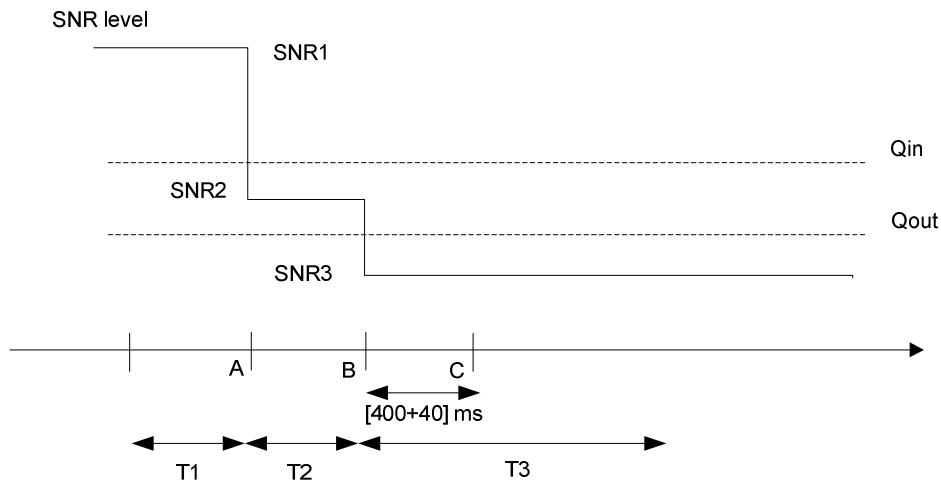 SNR level
SNR1
Qin
SNR2
Qout
SNR3
A
B
C
[400+40] ms
T1
T2
T3